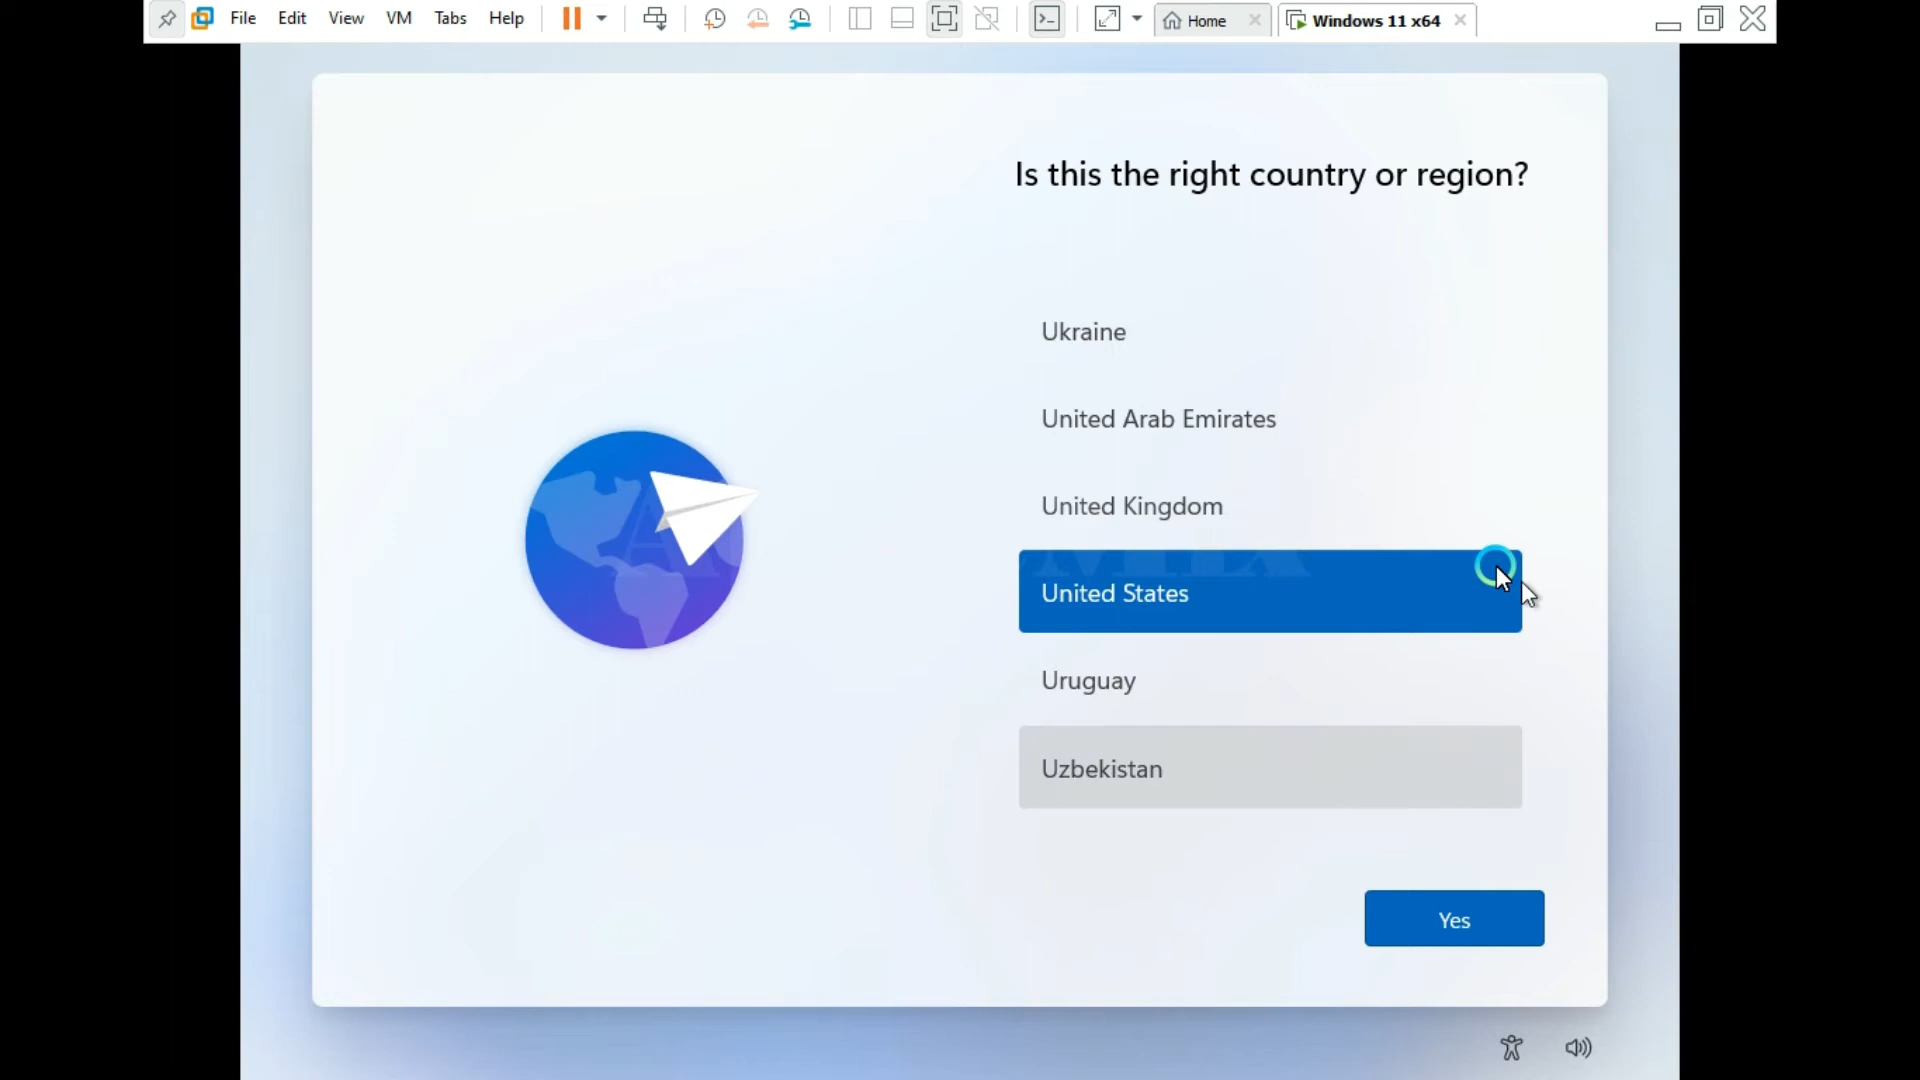 File Edit View VM Tabs Help Home Windows 11 x64
Is this the right country or region?
Ukraine
United Arab Emirates
United Kingdom
United States
Uruguay
Uzbekistan
Yes